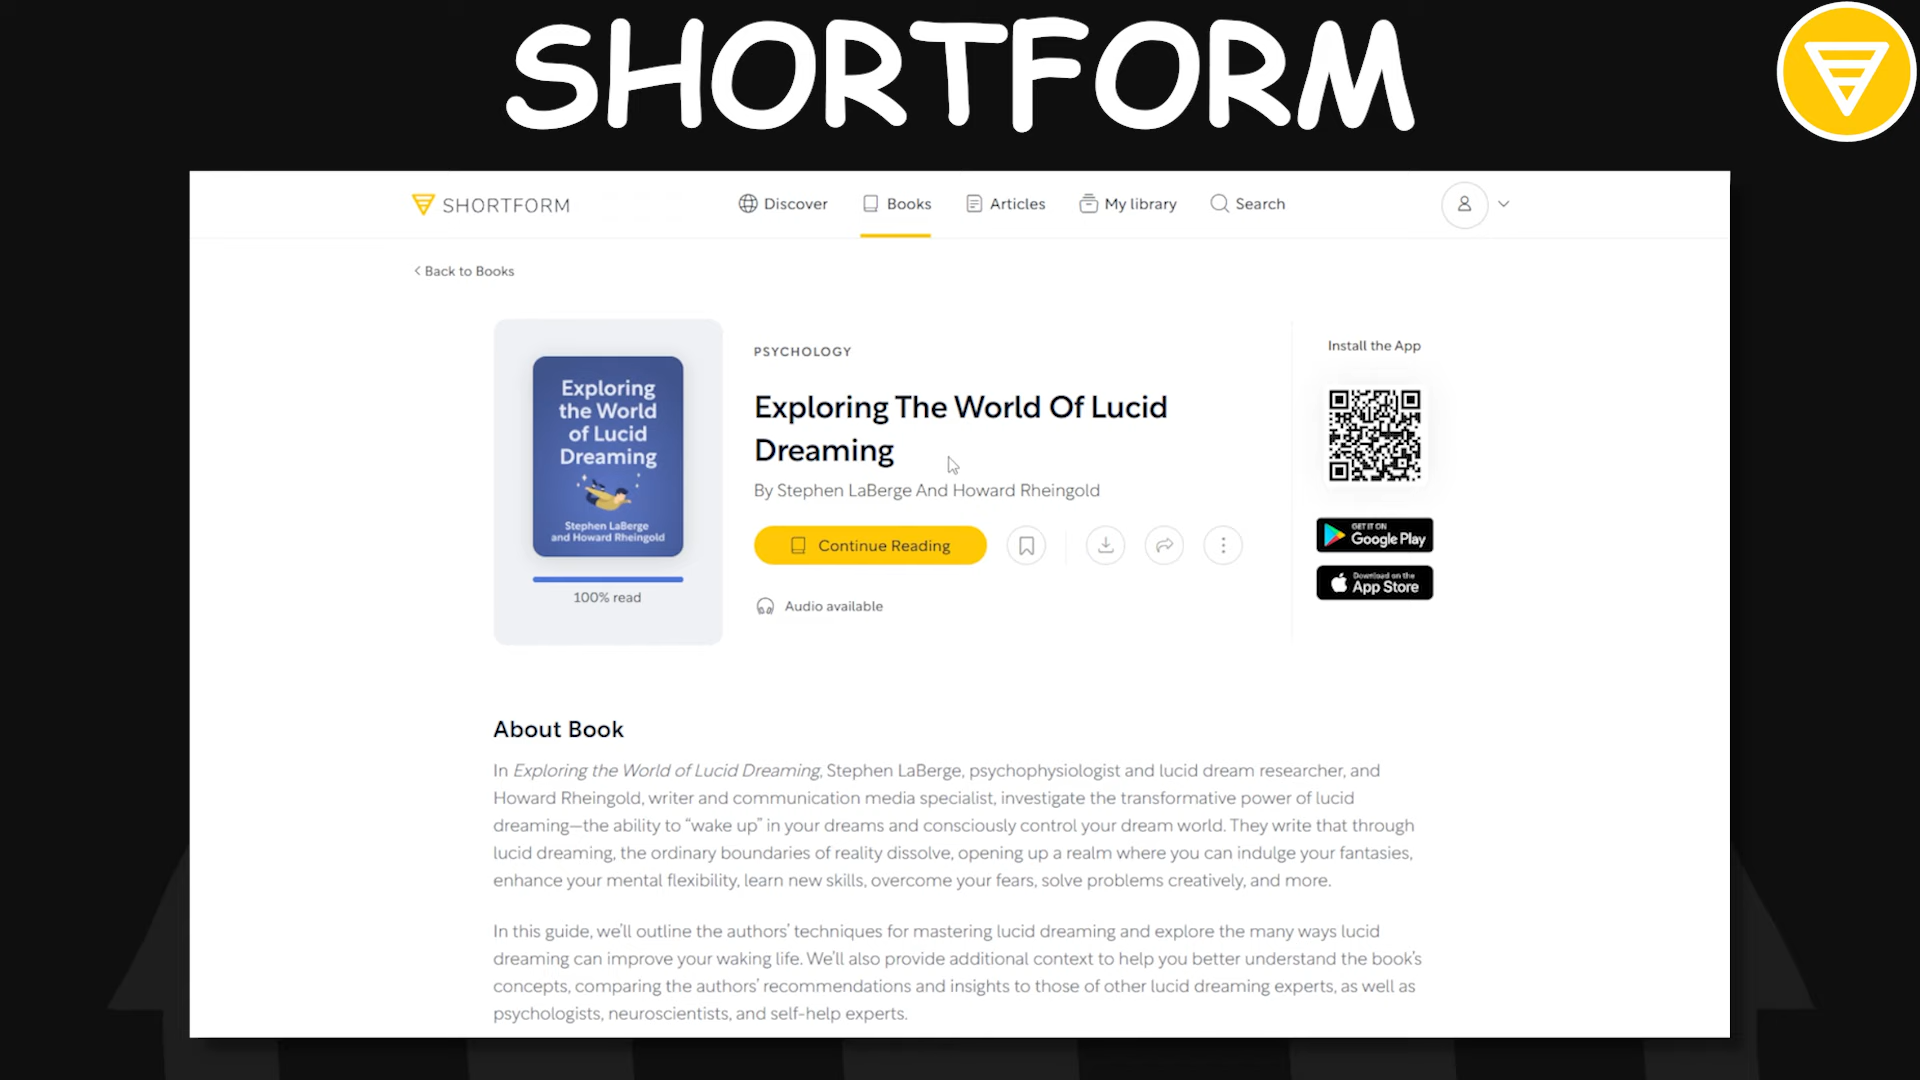 SHORTFORM
SHORTFORM
Discover
Books
Articles
My library
Search
Back to Books
Exploring
the World
of Lucid
Dreaming
Stephen LaBerge
and Howard Rheingold
100% read
PSYCHOLOGY
Exploring The World Of Lucid
Dreaming
By Stephen LaBerge And Howard Rheingold
Continue Reading
Audio available
Install the App
GET IT ON
Google Play
Download on the
App Store
About Book
In Exploring the World of Lucid Dreaming, Stephen LaBerge, psychophysiologist and lucid dream researcher, and
Howard Rheingold, writer and communication media specialist, investigate the transformative power of lucid
dreaming—the ability to “wake up” in your dreams and consciously control your dream world. They write that through
lucid dreaming, the ordinary boundaries of reality dissolve, opening up a realm where you can indulge your fantasies,
enhance your mental flexibility, learn new skills, overcome your fears, solve problems creatively, and more.
In this guide, we’ll outline the authors’ techniques for mastering lucid dreaming and explore the many ways lucid
dreaming can improve your waking life. We’ll also provide additional context to help you better understand the book’s
concepts, comparing the authors’ recommendations and insights to those of other lucid dreaming experts, as well as
psychologists, neuroscientists, and self-help experts.